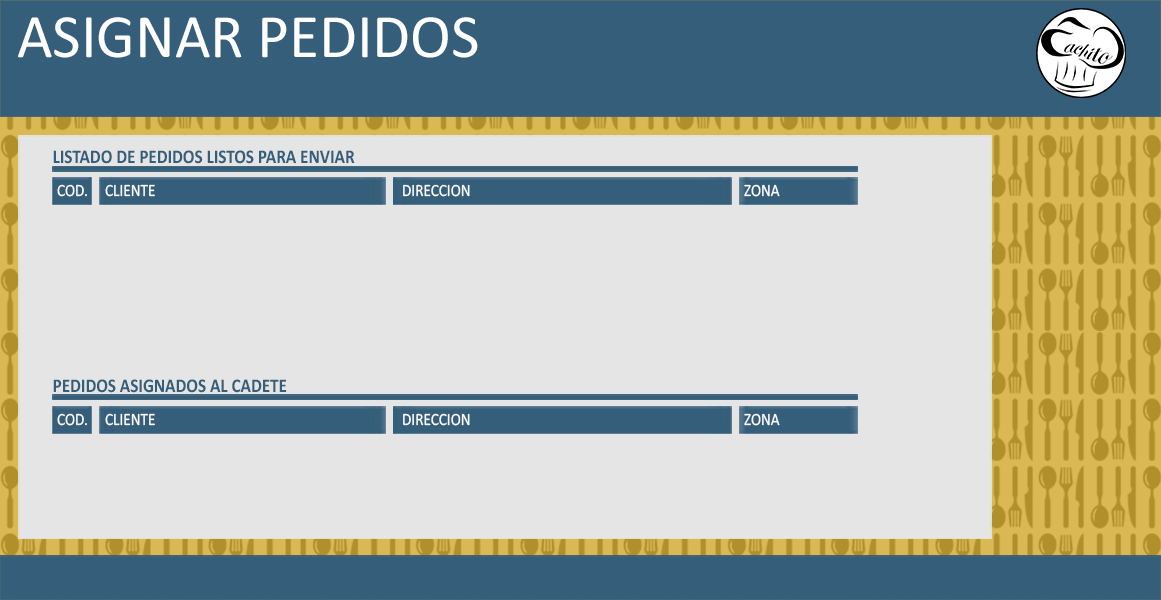 ASIGNAR PEDIDOS
Cachito
LISTADO DE PEDIDOS LISTOS PARA ENVIAR
COD. CLIENTE DIRECCION ZONA
PEDIDOS ASIGNADOS AL CADETE
COD. CLIENTE DIRECCION ZONA